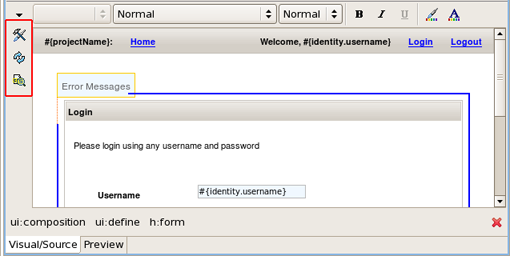 Normal Normal B I U
#{projectName}: Home Welcome, #{identity.username} Login Logout
Error Messages
Login
Please login using any username and password
Username #{identity.username}
ui:composition ui:define h:form
Visual/Source Preview